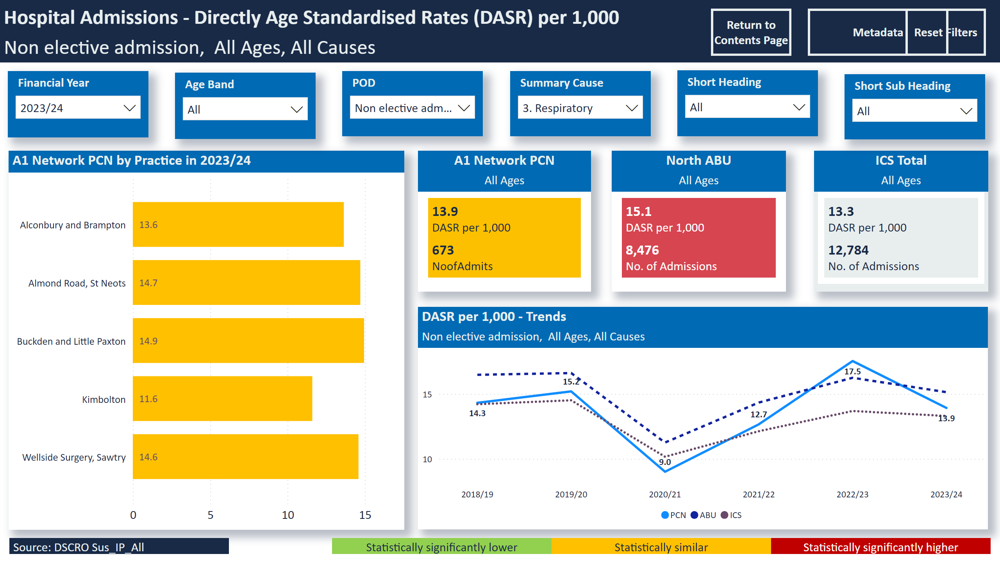 Hospital Admissions - Directly Age Standardised Rates (DASR) per 1,000
Non elective admission,  All Ages, All Causes
Return to
Contents Page
Metadata
Reset Filters
Financial Year
2023/24
Age Band
All
POD
Non elective adm...
Summary Cause
3. Respiratory
Short Heading
All
Short Sub Heading
All
A1 Network PCN by Practice in 2023/24
Alconbury and Brampton
13.6
Almond Road, St Neots
14.7
Buckden and Little Paxton
14.9
Kimbolton
11.6
Wellside Surgery, Sawtry
14.6
0 5 10 15
A1 Network PCN
All Ages
13.9
DASR per 1,000
673
NoofAdmits
North ABU
All Ages
15.1
DASR per 1,000
8,476
No. of Admissions
ICS Total
All Ages
13.3
DASR per 1,000
12,784
No. of Admissions
DASR per 1,000 - Trends
Non elective admission,  All Ages, All Causes
15
10
14.3
15.2
9.0
12.7
17.5
13.9
2018/19 2019/20 2020/21 2021/22 2022/23 2023/24
PCN ABU ICS
Source: DSCRO Sus_IP_All
Statistically significantly lower
Statistically similar
Statistically significantly higher